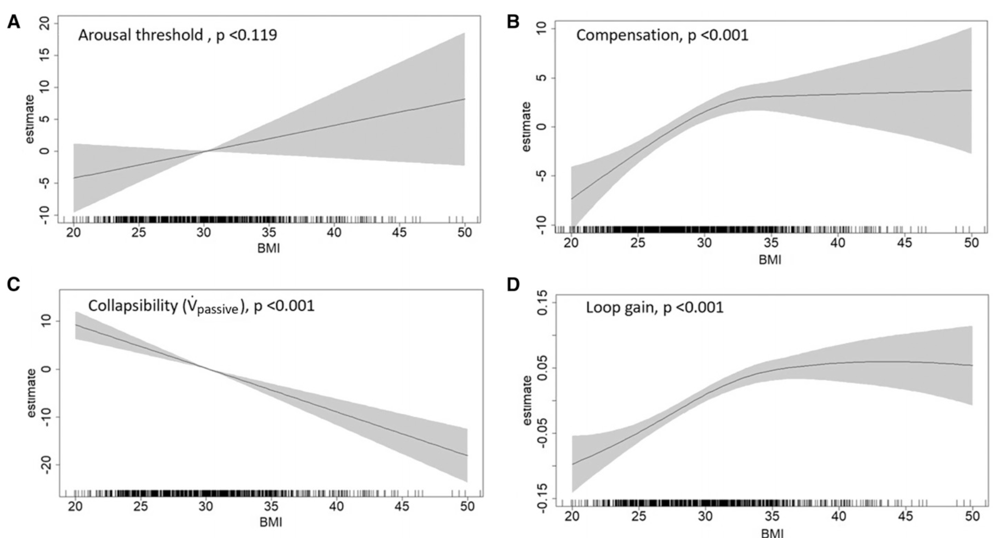 A
Arousal threshold , p <0.119
estimate
20
15
10
5
0
-5
-10
20 25 30 35 40 45 50
BMI
B
Compensation, p <0.001
estimate
10
5
0
-5
-10
20 25 30 35 40 45 50
BMI
C
Collapsibility (V̇passive), p <0.001
estimate
10
0
-10
-20
20 25 30 35 40 45 50
BMI
D
Loop gain, p <0.001
estimate
0.15
0.05
-0.05
-0.15
20 25 30 35 40 45 50
BMI